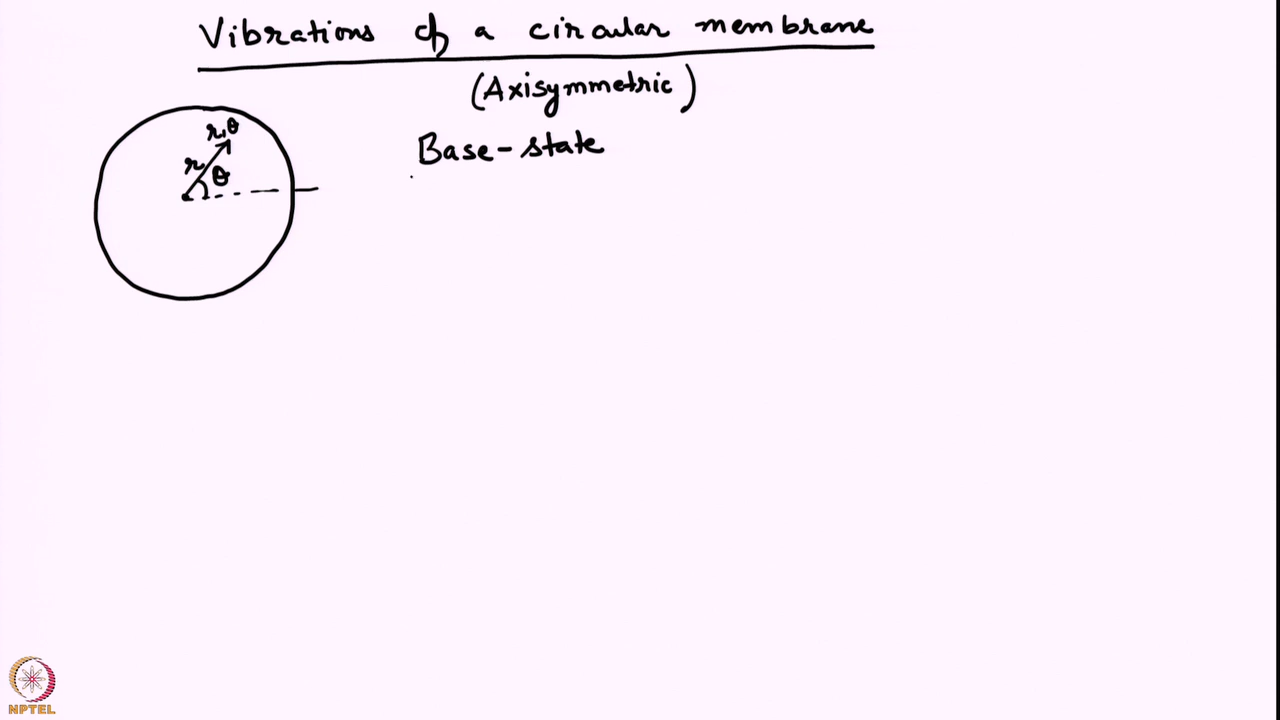 Vibrations of a circular membrane
(Axisymmetric)
r, θ
r
θ
Base-state
NPTEL